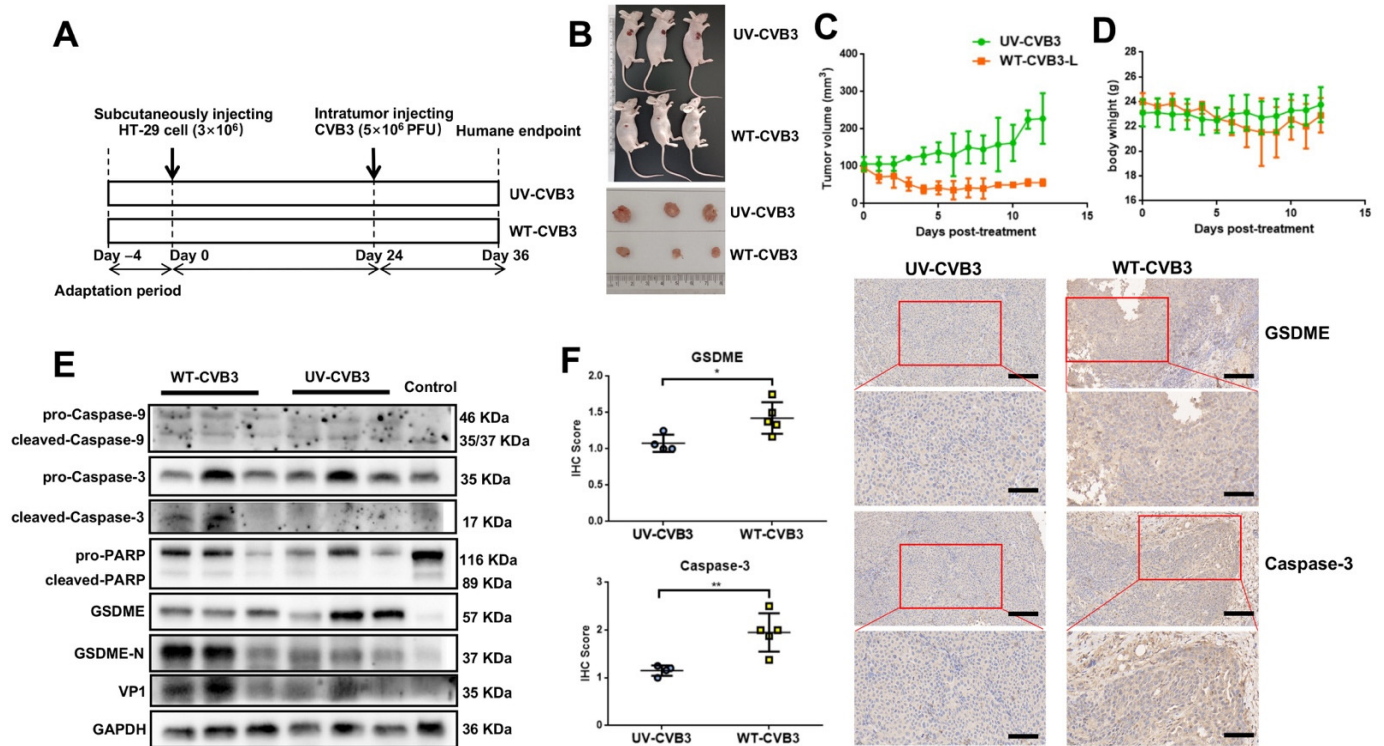 A
Subcutaneously injecting
HT-29 cell (3×10⁶)
Intratumor injecting
CVB3 (5×10⁶ PFU)
Humane endpoint
UV-CVB3
WT-CVB3
Day –4
Day 0
Day 24
Day 36
Adaptation period
B
UV-CVB3
WT-CVB3
UV-CVB3
WT-CVB3
C
UV-CVB3
WT-CVB3-L
Tumor volume (mm³)
400
300
200
100
0
0 5 10 15
Days post-treatment
D
body whight (g)
28
26
24
22
20
18
16
0 5 10 15
Days post-treatment
E
WT-CVB3 UV-CVB3 Control
pro-Caspase-9 46 KDa
cleaved-Caspase-9 35/37 KDa
pro-Caspase-3 35 KDa
cleaved-Caspase-3 17 KDa
pro-PARP 116 KDa
cleaved-PARP 89 KDa
GSDME 57 KDa
GSDME-N 37 KDa
VP1 35 KDa
GAPDH 36 KDa
F
GSDME
*
IHC Score
2.0
1.5
1.0
0.5
0.0
UV-CVB3 WT-CVB3
Caspase-3
**
IHC Score
3
2
1
0
UV-CVB3 WT-CVB3
UV-CVB3 WT-CVB3
GSDME
Caspase-3